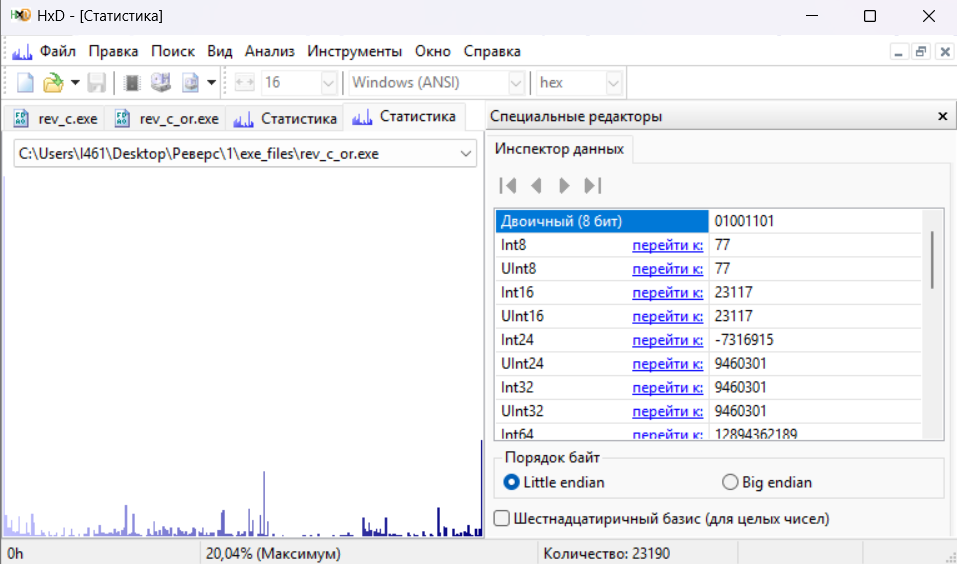 HxD - [Статистика]
Файл Правка Поиск Вид Анализ Инструменты Окно Справка
16 Windows (ANSI) hex
rev_c.exe rev_c_or.exe Статистика Статистика
C:\Users\I461\Desktop\Реверс\1\exe_files\rev_c_or.exe
Специальные редакторы
Инспектор данных
Двоичный (8 бит) 01001101
Int8 перейти к: 77
UInt8 перейти к: 77
Int16 перейти к: 23117
UInt16 перейти к: 23117
Int24 перейти к: -7316915
UInt24 перейти к: 9460301
Int32 перейти к: 9460301
UInt32 перейти к: 9460301
Int64 перейти к: 12894362189
Порядок байт
Little endian Big endian
Шестнадцатиричный базис (для целых чисел)
0h 20,04% (Максимум) Количество: 23190